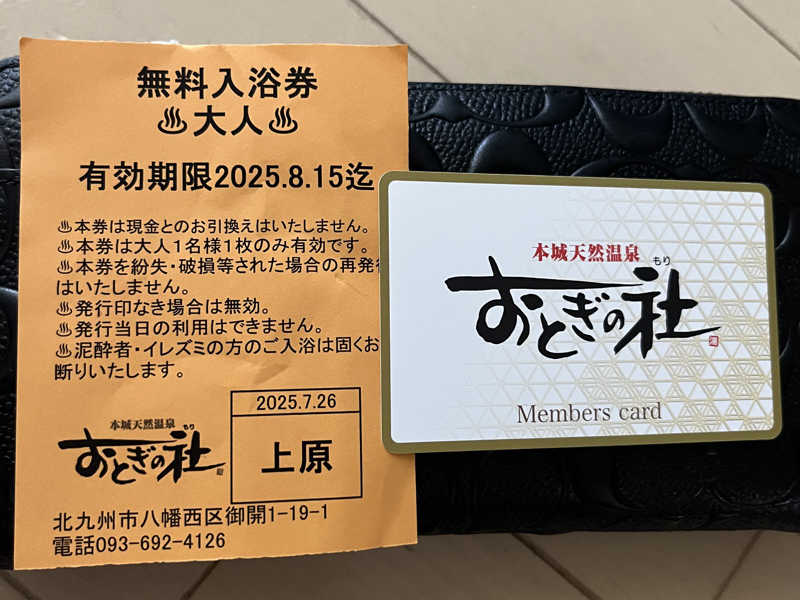 無料入浴券
♨大人♨
有効期限2025.8.15迄
♨本券は現金とのお引換えはいたしません。
♨本券は大人1名様1枚のみ有効です。
♨本券を紛失・破損等された場合の再発行
はいたしません。
♨発行印なき場合は無効。
♨発行当日の利用はできません。
♨泥酔者・イレズミの方のご入浴は固くお
断りいたします。
2025.7.26
上原
本城天然温泉
おとぎの社
もり
北九州市八幡西区御開1-19-1
電話093-692-4126
本城天然温泉
おとぎの社
もり
Members card